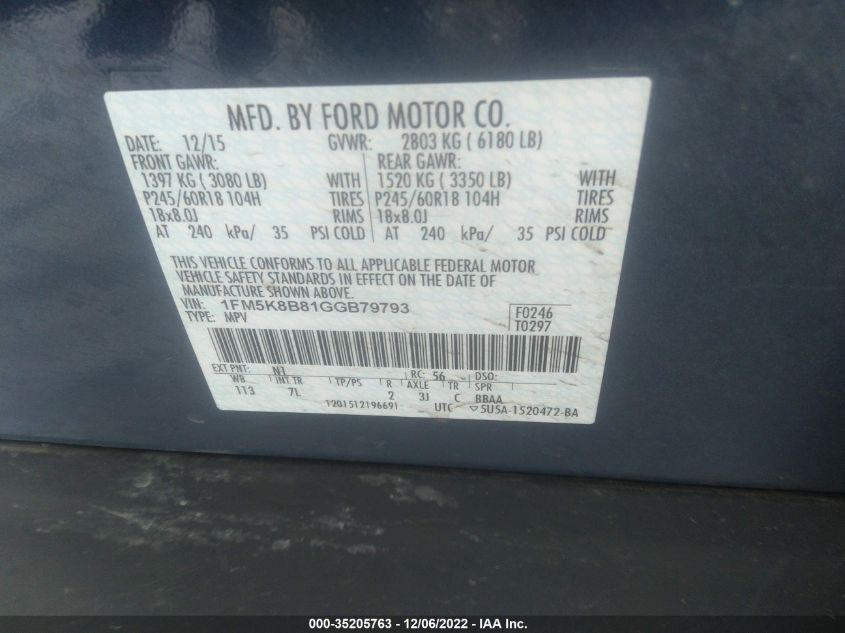 MFD. BY FORD MOTOR CO.
DATE: 12/15 GVWR: 2803 KG ( 6180 LB)
FRONT GAWR: REAR GAWR:
1397 KG ( 3080 LB) WITH 1520 KG ( 3350 LB) WITH
P245/60R18 104H TIRES P245/60R18 104H TIRES
18x8.0J RIMS 18x8.0J RIMS
AT 240 kPa/ 35 PSI COLD AT 240 kPa/ 35 PSI COLD
THIS VEHICLE CONFORMS TO ALL APPLICABLE FEDERAL MOTOR
VEHICLE SAFETY STANDARDS IN EFFECT ON THE DATE OF
MANUFACTURE SHOWN ABOVE.
VIN: 1FM5K8B81GGB79793 F0246
TYPE: MPV T0297
EXT PNT: N1 RC: 56 DSO:
WB INT TR TP/PS R AXLE TR SPR
113 7L 2 3J C BBAA
T201512196691 UTC 5U5A-1520472-BA
000-35205763 - 12/06/2022 - IAA Inc.